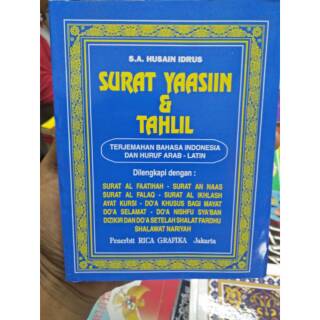 S.A. HUSAIN IDRUS
SURAT YAASIIN
&
TAHLIL
TERJEMAHAN BAHASA INDONESIA
DAN HURUF ARAB - LATIN
Dilengkapi dengan :
SURAT AL FAATIHAH - SURAT AN NAAS
SURAT AL FALAQ - SURAT AL IKHLASH
AYAT KURSI - DO'A KHUSUS BAGI MAYAT
DO'A SELAMAT - DO'A NISHFU SYA'BAN
DIZIKIR DAN DO'A SETELAH SHALAT FARDHU
SHALAWAT NARIYAH
Penerbit RICA GRAFIKA Jakarta